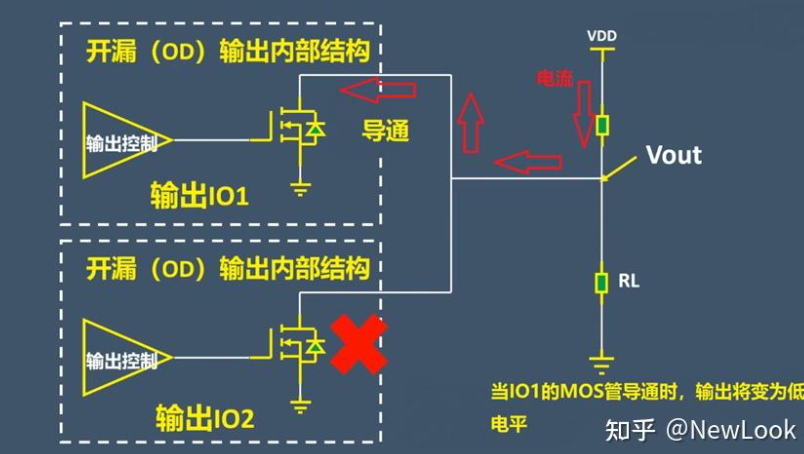 开漏（OD）输出内部结构
输出控制
导通
输出IO1
VDD
电流
Vout
开漏（OD）输出内部结构
输出控制
输出IO2
RL
当IO1的MOS管导通时，输出将变为低
电平
知乎 @NewLook